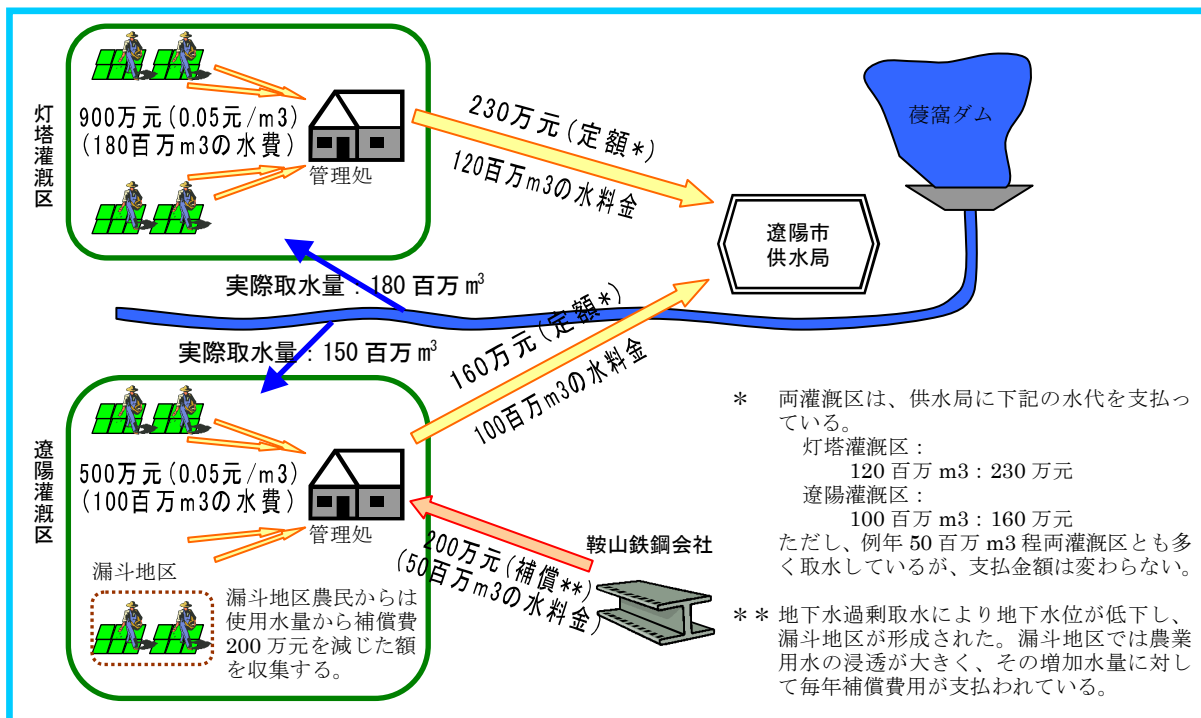 灯塔灌漑区
900万元(0.05元/m3)
(180百万m3の水費)
管理処
230万元(定額*)
120百万m3の水料金
葠窩ダム
遼陽市
供水局
実際取水量：180 百万 m³
実際取水量：150 百万 m³
160万元(定額*)
100百万m3の水料金
遼陽灌漑区
500万元(0.05元/m3)
(100百万m3の水費)
管理処
200万元(補償**)
(50百万m3の水料金)
鞍山鉄鋼会社
漏斗地区
漏斗地区農民からは
使用水量から補償費
200 万元を減じた額
を収集する。
＊ 両灌漑区は、供水局に下記の水代を支払っ
ている。
灯塔灌漑区：
120 百万 m3：230 万元
遼陽灌漑区：
100 百万 m3：160 万元
ただし、例年 50 百万 m3 程両灌漑区とも多
く取水しているが、支払金額は変わらない。
＊＊ 地下水過剰取水により地下水位が低下し、
漏斗地区が形成された。漏斗地区では農業
用水の浸透が大きく、その増加水量に対し
て毎年補償費用が支払われている。